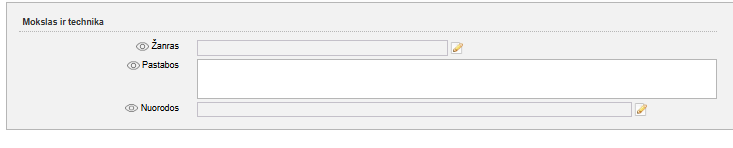 Mokslas ir technika
Žanras
Pastabos
Nuorodos